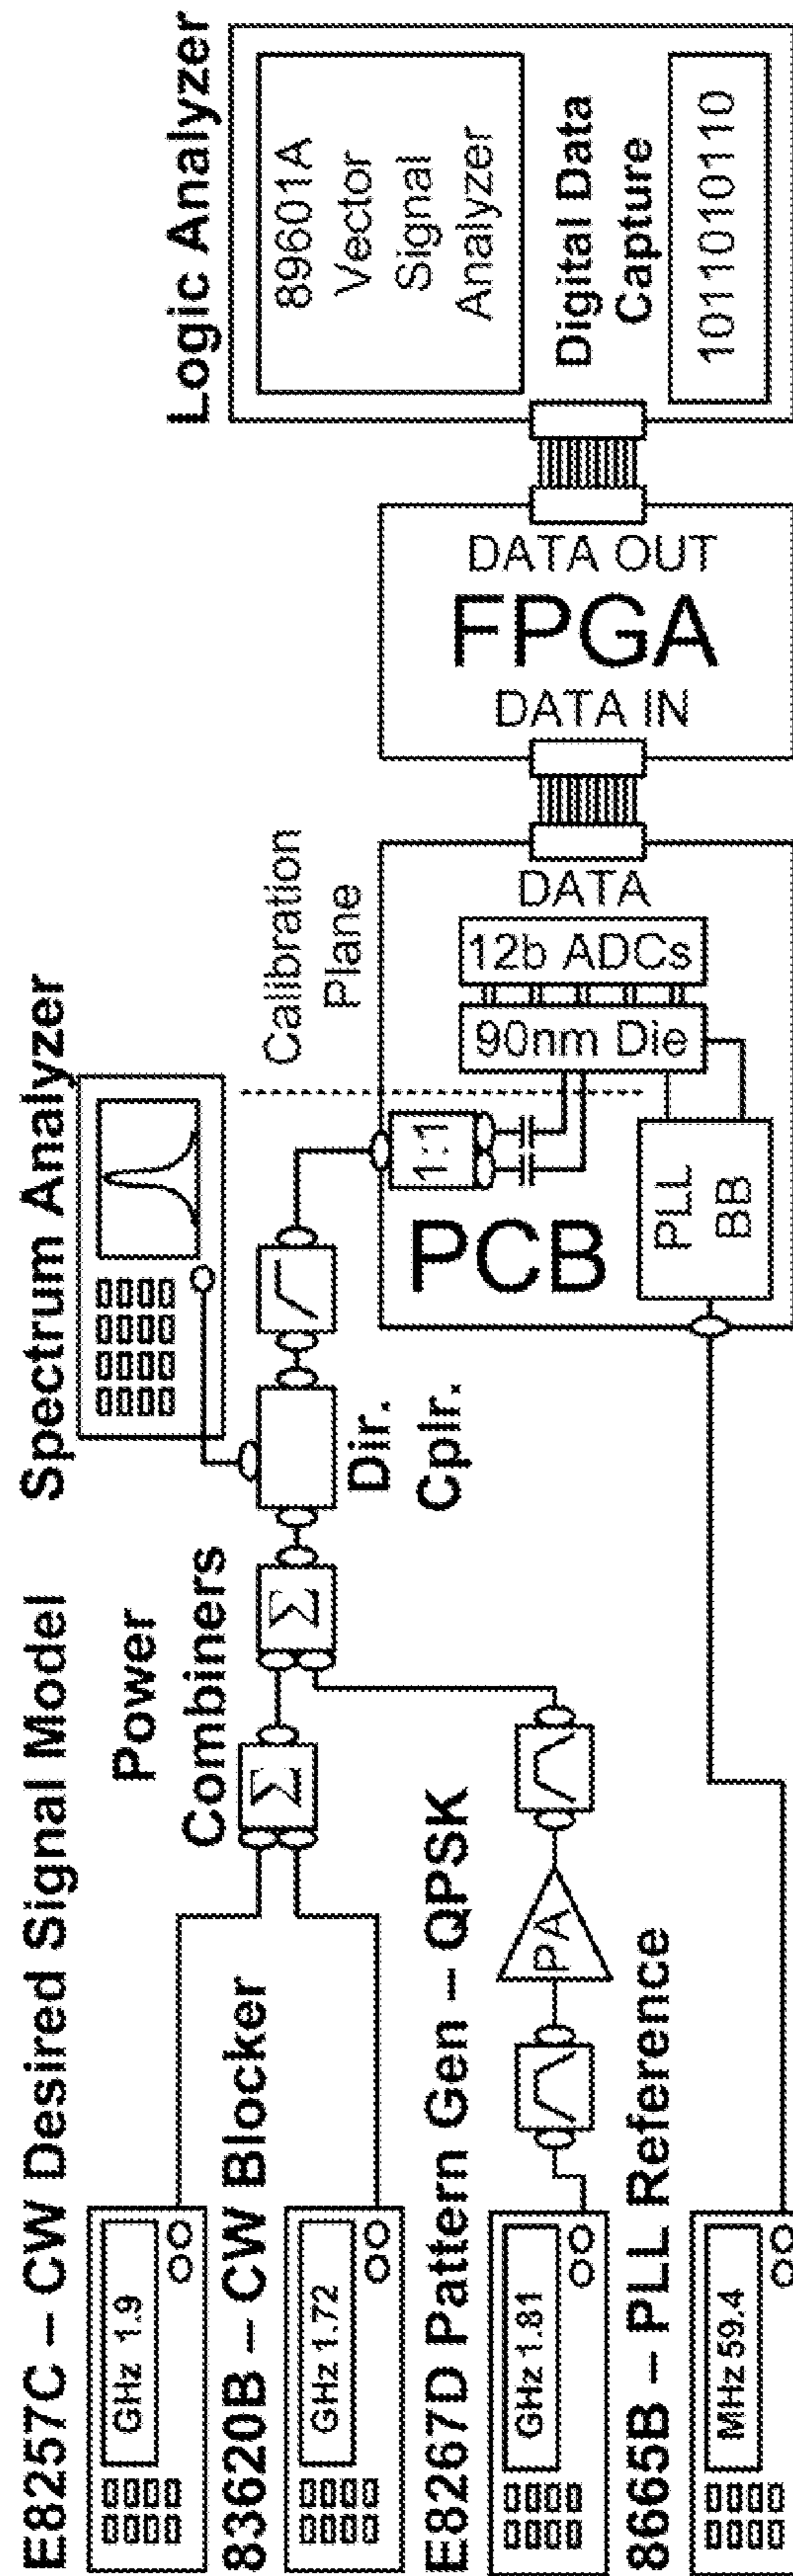 E8257C – CW Desired Signal Model
GHz 1.9
83620B – CW Blocker
GHz 1.72
E8267D Pattern Gen – QPSK
GHz 1.81
8665B – PLL Reference
MHz 59.4
Power
Combiners
Σ
Σ
PA
Spectrum Analyzer
Dir.
Cplr.
Calibration
Plane
PCB
1:1
PLL
BB
90nm Die
12b ADCs
DATA
DATA IN
FPGA
DATA OUT
Logic Analyzer
89601A
Vector
Signal
Analyzer
Digital Data
Capture
10110101110